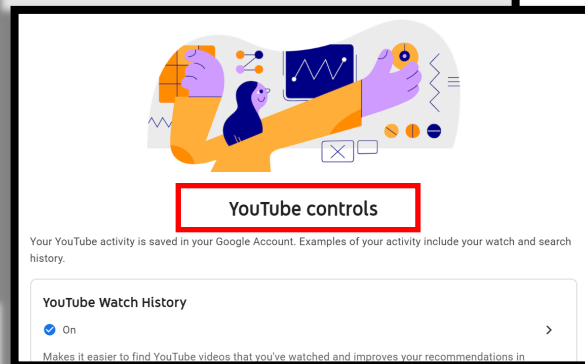 YouTube controls
Your YouTube activity is saved in your Google Account. Examples of your activity include your watch and search
history.
YouTube Watch History
On
Makes it easier to find YouTube videos that you've watched and improves your recommendations in